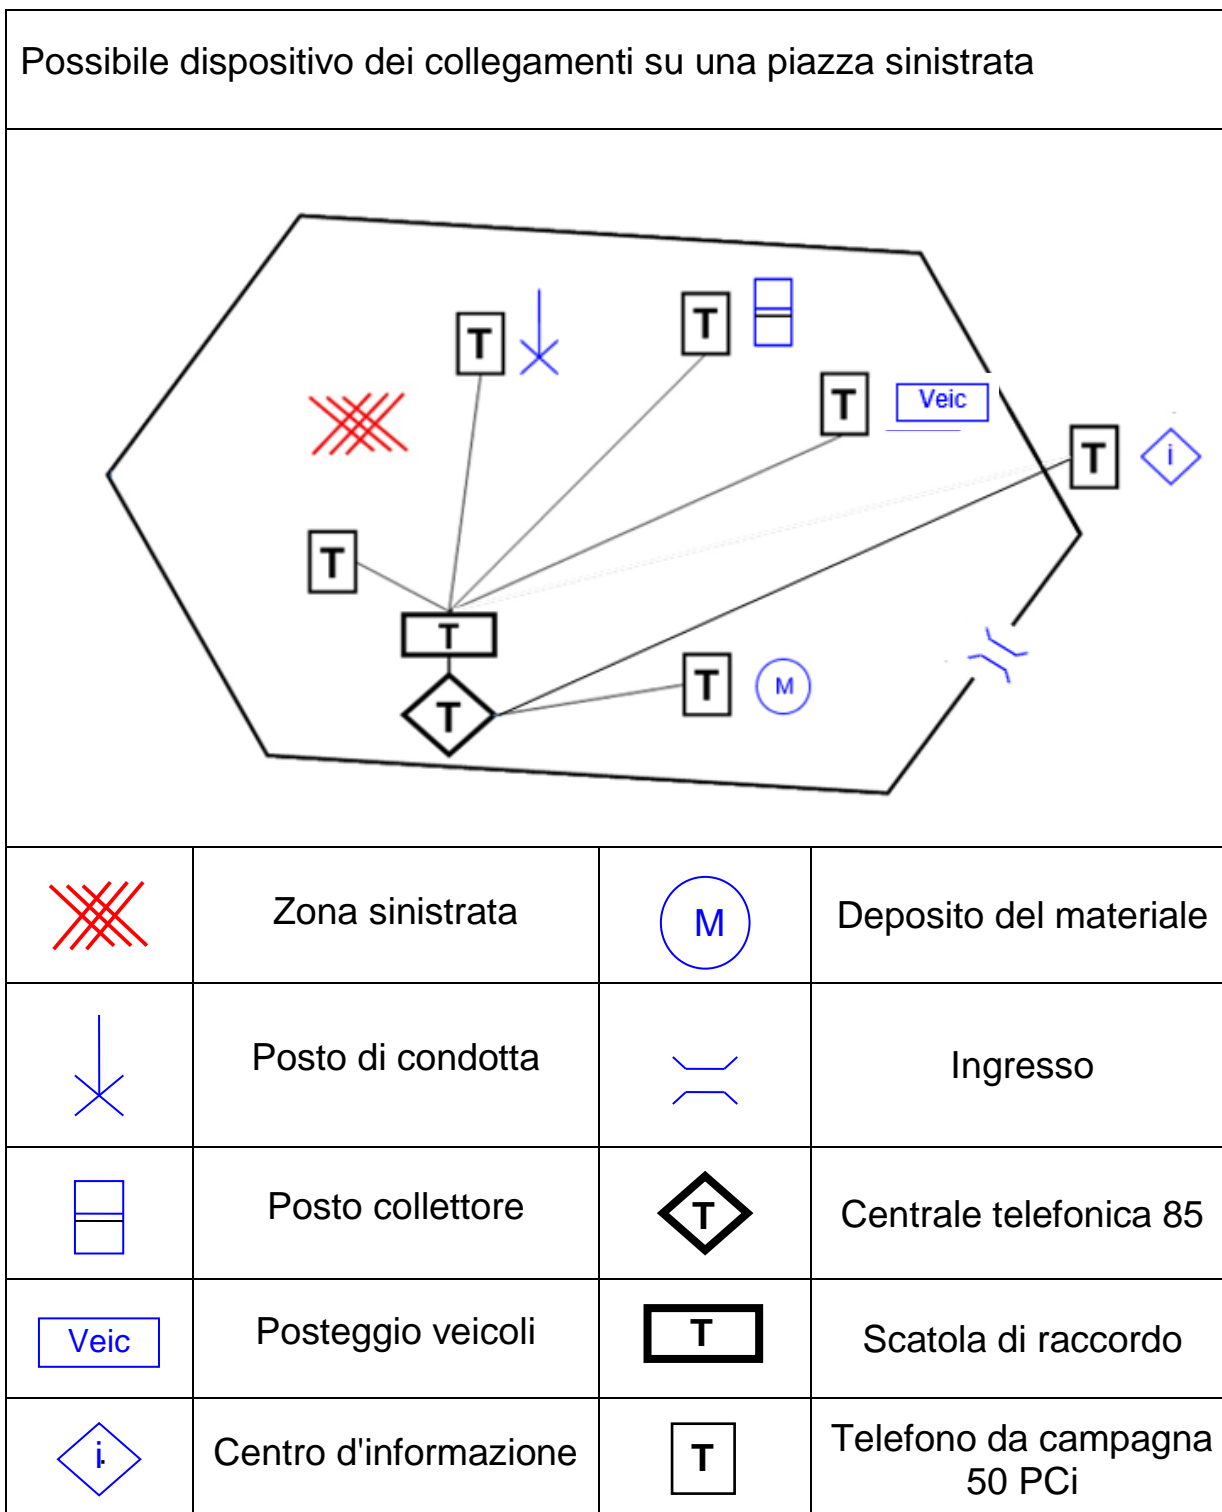 Possibile dispositivo dei collegamenti su una piazza sinistrata
T
T
T
Veic
T
i
T
T
T
M
T
Zona sinistrata
M
Deposito del materiale
Posto di condotta
Ingresso
Posto collettore
T
Centrale telefonica 85
Veic
Posteggio veicoli
T
Scatola di raccordo
i
Centro d'informazione
T
Telefono da campagna
50 PCi